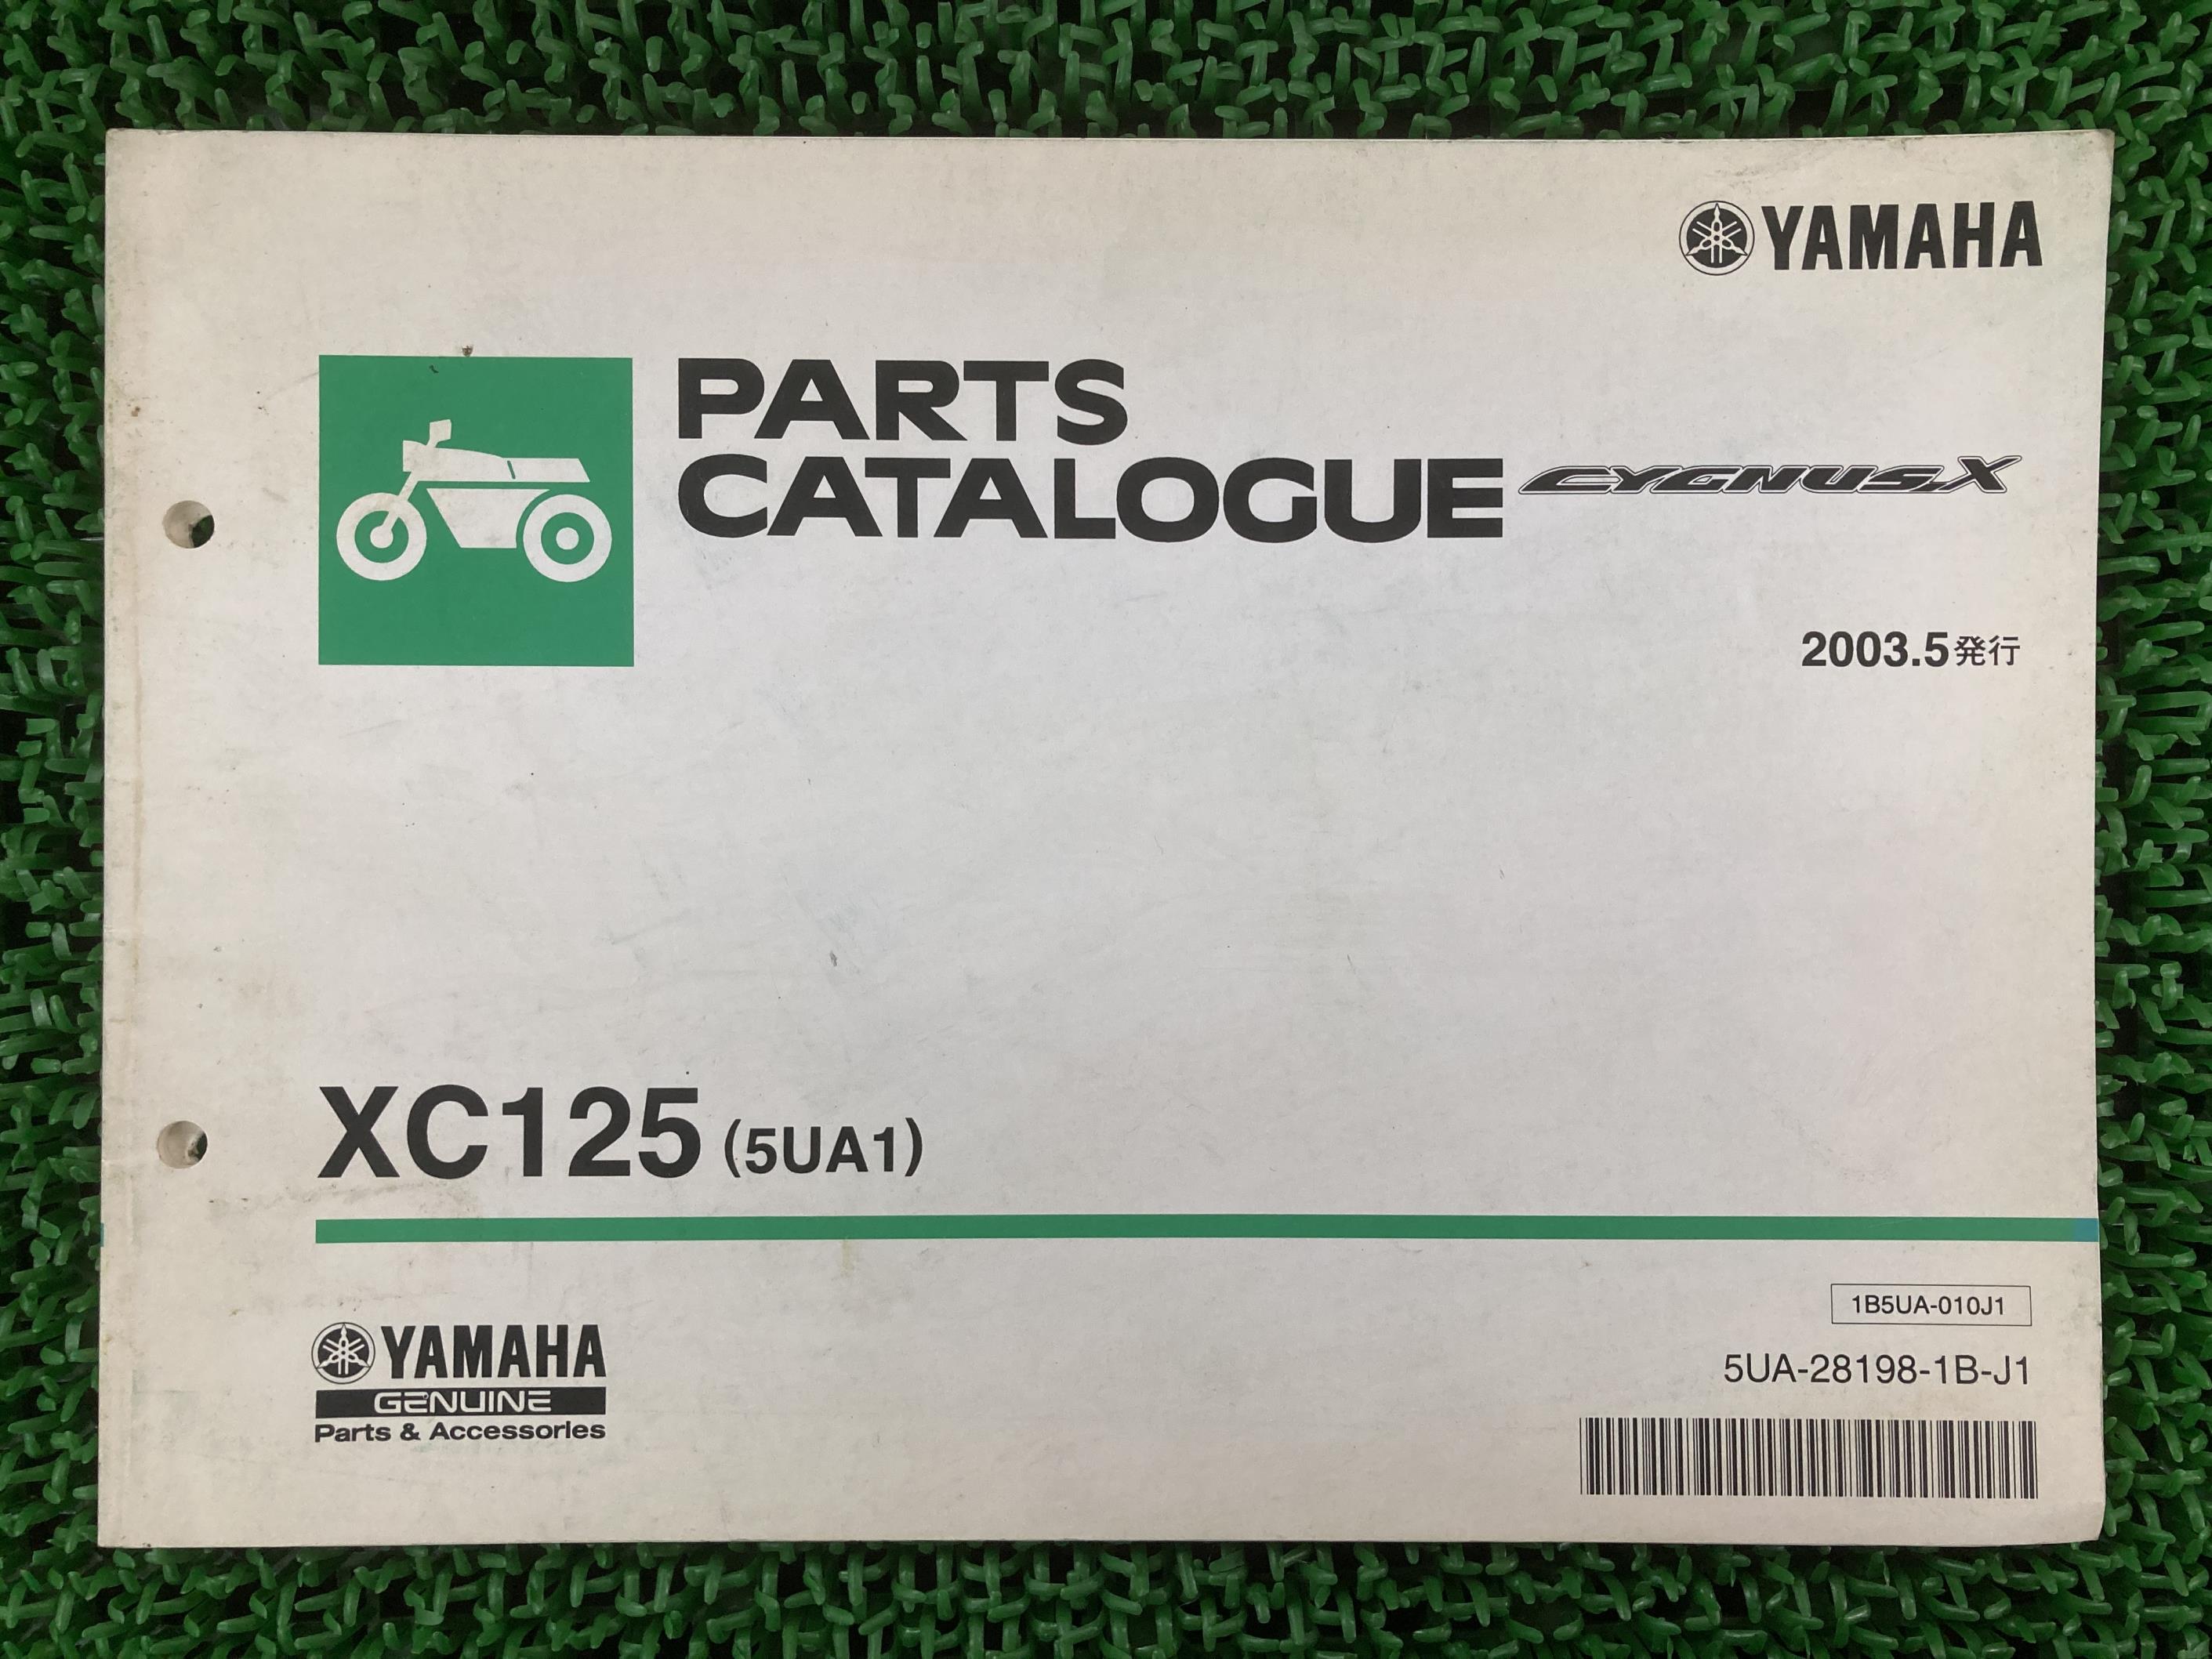 YAMAHA
PARTS
CATALOGUE CYGNUS,X
2003.5発行
XC125 (5UA1)
1B5UA-010J1
5UA-28198-1B-J1
YAMAHA
GENUINE
Parts & Accessories